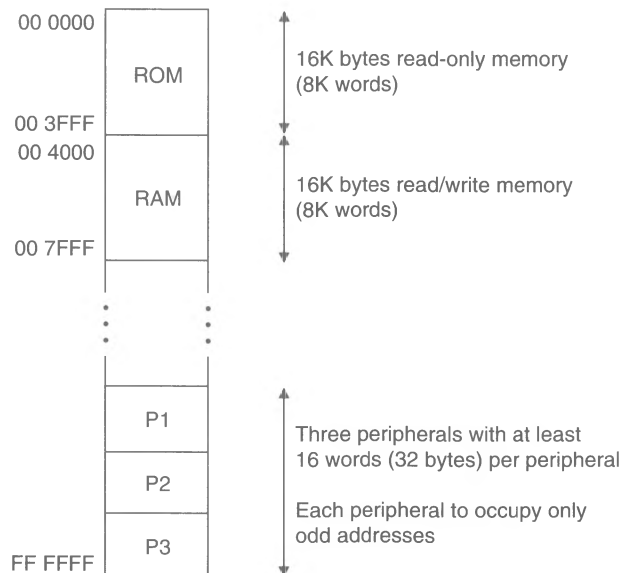 00 0000
ROM
16K bytes read-only memory
(8K words)
00 3FFF
00 4000
RAM
16K bytes read/write memory
(8K words)
00 7FFF
P1
P2
P3
Three peripherals with at least
16 words (32 bytes) per peripheral
Each peripheral to occupy only
odd addresses
FF FFFF